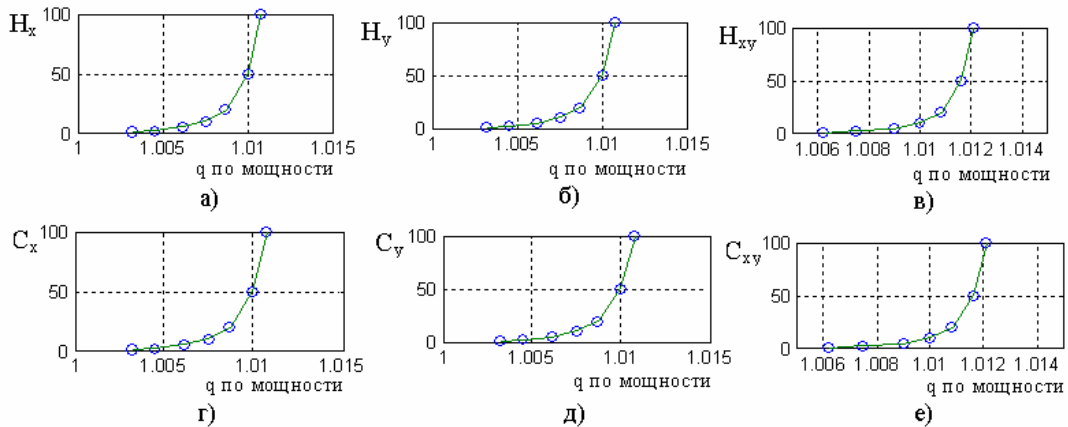 Hx 100 50 0 1 1.005 1.01 1.015
q по мощности
а)
Hy 100 50 0 1 1.005 1.01 1.015
q по мощности
б)
Hxy 100 50 0 1.006 1.008 1.01 1.012 1.014
q по мощности
в)
Cx 100 50 0 1 1.005 1.01 1.015
q по мощности
г)
Cy 100 50 0 1 1.005 1.01 1.015
q по мощности
д)
Cxy 100 50 0 1.006 1.008 1.01 1.012 1.014
q по мощности
е)